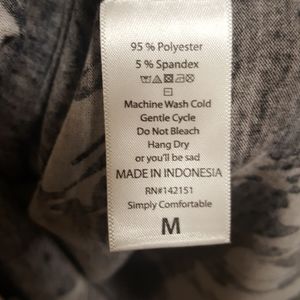 95 % Polyester
5 % Spandex
Machine Wash Cold
Gentle Cycle
Do Not Bleach
Hang Dry
or you'll be sad
MADE IN INDONESIA
RN#142151
Simply Comfortable
M